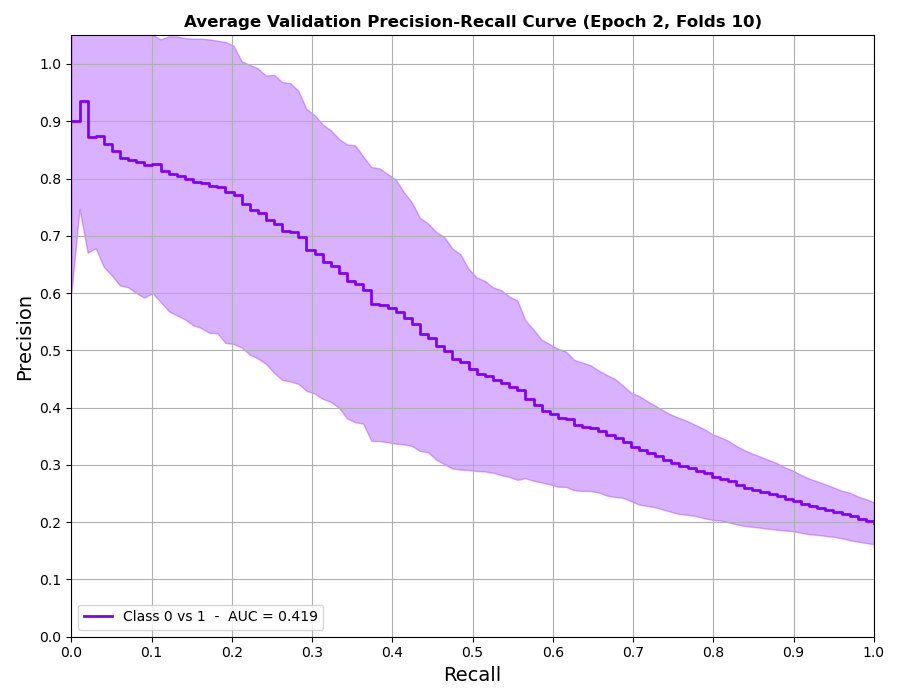 Average Validation Precision-Recall Curve (Epoch 2, Folds 10)
Precision
1.0
0.9
0.8
0.7
0.6
0.5
0.4
0.3
0.2
0.1
0.0
Class 0 vs 1 - AUC = 0.419
0.0 0.1 0.2 0.3 0.4 0.5 0.6 0.7 0.8 0.9 1.0
Recall